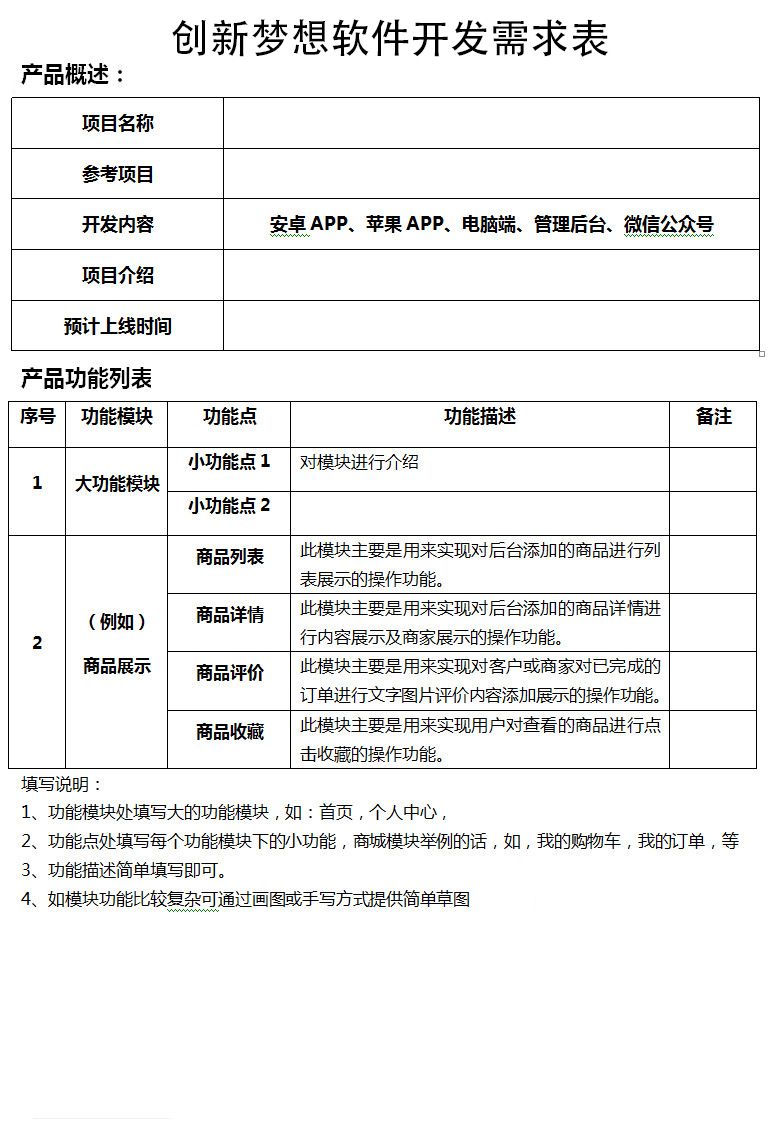 创新梦想软件开发需求表
产品概述：
项目名称
参考项目
开发内容 安卓 APP、苹果 APP、电脑端、管理后台、微信公众号
项目介绍
预计上线时间
产品功能列表
序号 功能模块 功能点 功能描述 备注
1 大功能模块 小功能点 1 对模块进行介绍
小功能点 2
2 （例如） 商品展示 商品列表 此模块主要是用来实现对后台添加的商品进行列
表展示的操作功能。
商品详情 此模块主要是用来实现对后台添加的商品详情进
行内容展示及商家展示的操作功能。
商品评价 此模块主要是用来实现对客户或商家对已完成的
订单进行文字图片评价内容添加展示的操作功能。
商品收藏 此模块主要是用来实现用户对查看的商品进行点
击收藏的操作功能。
填写说明：
1、功能模块处填写大的功能模块，如：首页，个人中心，
2、功能点处填写每个功能模块下的小功能，商城模块举例的话，如，我的购物车，我的订单，等
3、功能描述简单填写即可。
4、如模块功能比较复杂可通过画图或手写方式提供简单草图